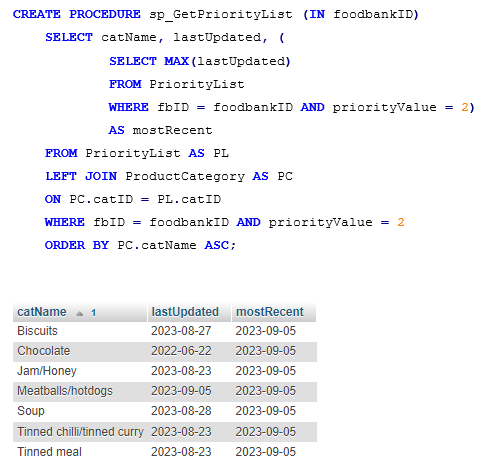 CREATE PROCEDURE sp_GetPriorityList (IN foodbankID)
SELECT catName, lastUpdated, (
SELECT MAX(lastUpdated)
FROM PriorityList
WHERE fbID = foodbankID AND priorityValue = 2)
AS mostRecent
FROM PriorityList AS PL
LEFT JOIN ProductCategory AS PC
ON PC.catID = PL.catID
WHERE fbID = foodbankID AND priorityValue = 2
ORDER BY PC.catName ASC;
catName 1 lastUpdated mostRecent
Biscuits 2023-08-27 2023-09-05
Chocolate 2022-06-22 2023-09-05
Jam/Honey 2023-08-23 2023-09-05
Meatballs/hotdogs 2023-09-05 2023-09-05
Soup 2023-08-28 2023-09-05
Tinned chilli/tinned curry 2023-08-23 2023-09-05
Tinned meal 2023-08-23 2023-09-05